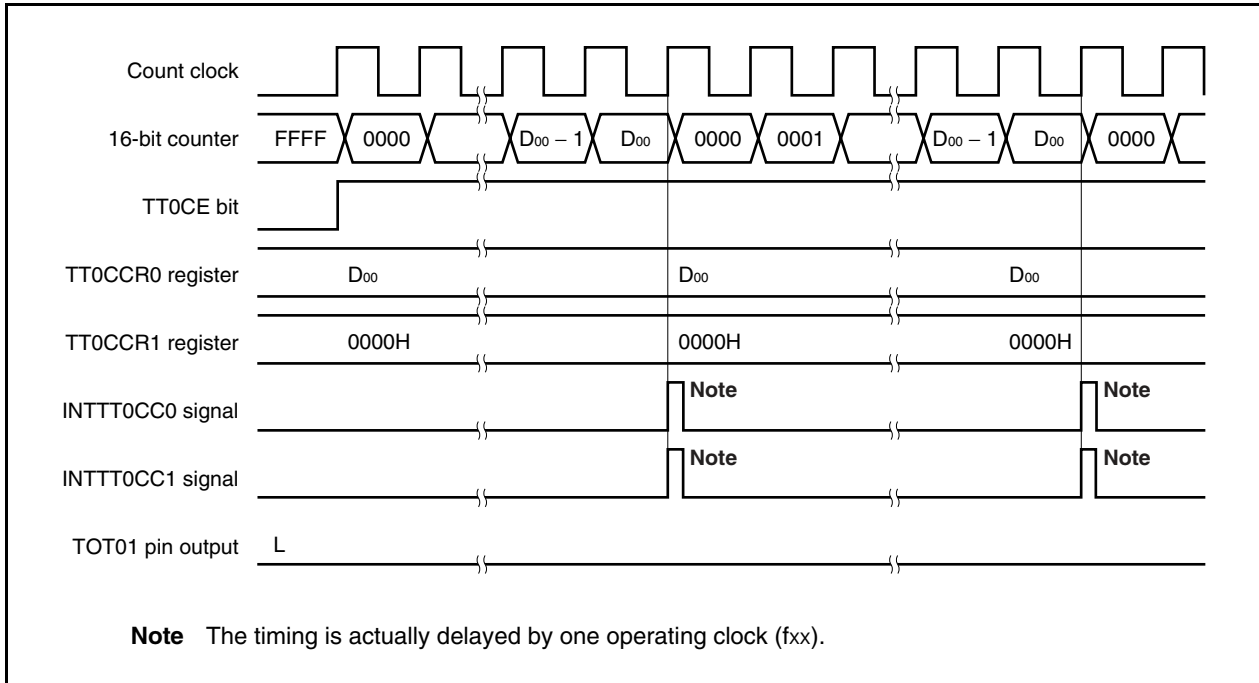 Count clock
16-bit counter FFFF 0000 D00 − 1 D00 0000 0001 D00 − 1 D00 0000
TT0CE bit
TT0CCR0 register D00 D00 D00
TT0CCR1 register 0000H 0000H 0000H
INTTT0CC0 signal Note Note
INTTT0CC1 signal Note Note
TOT01 pin output L
Note The timing is actually delayed by one operating clock (fxx).